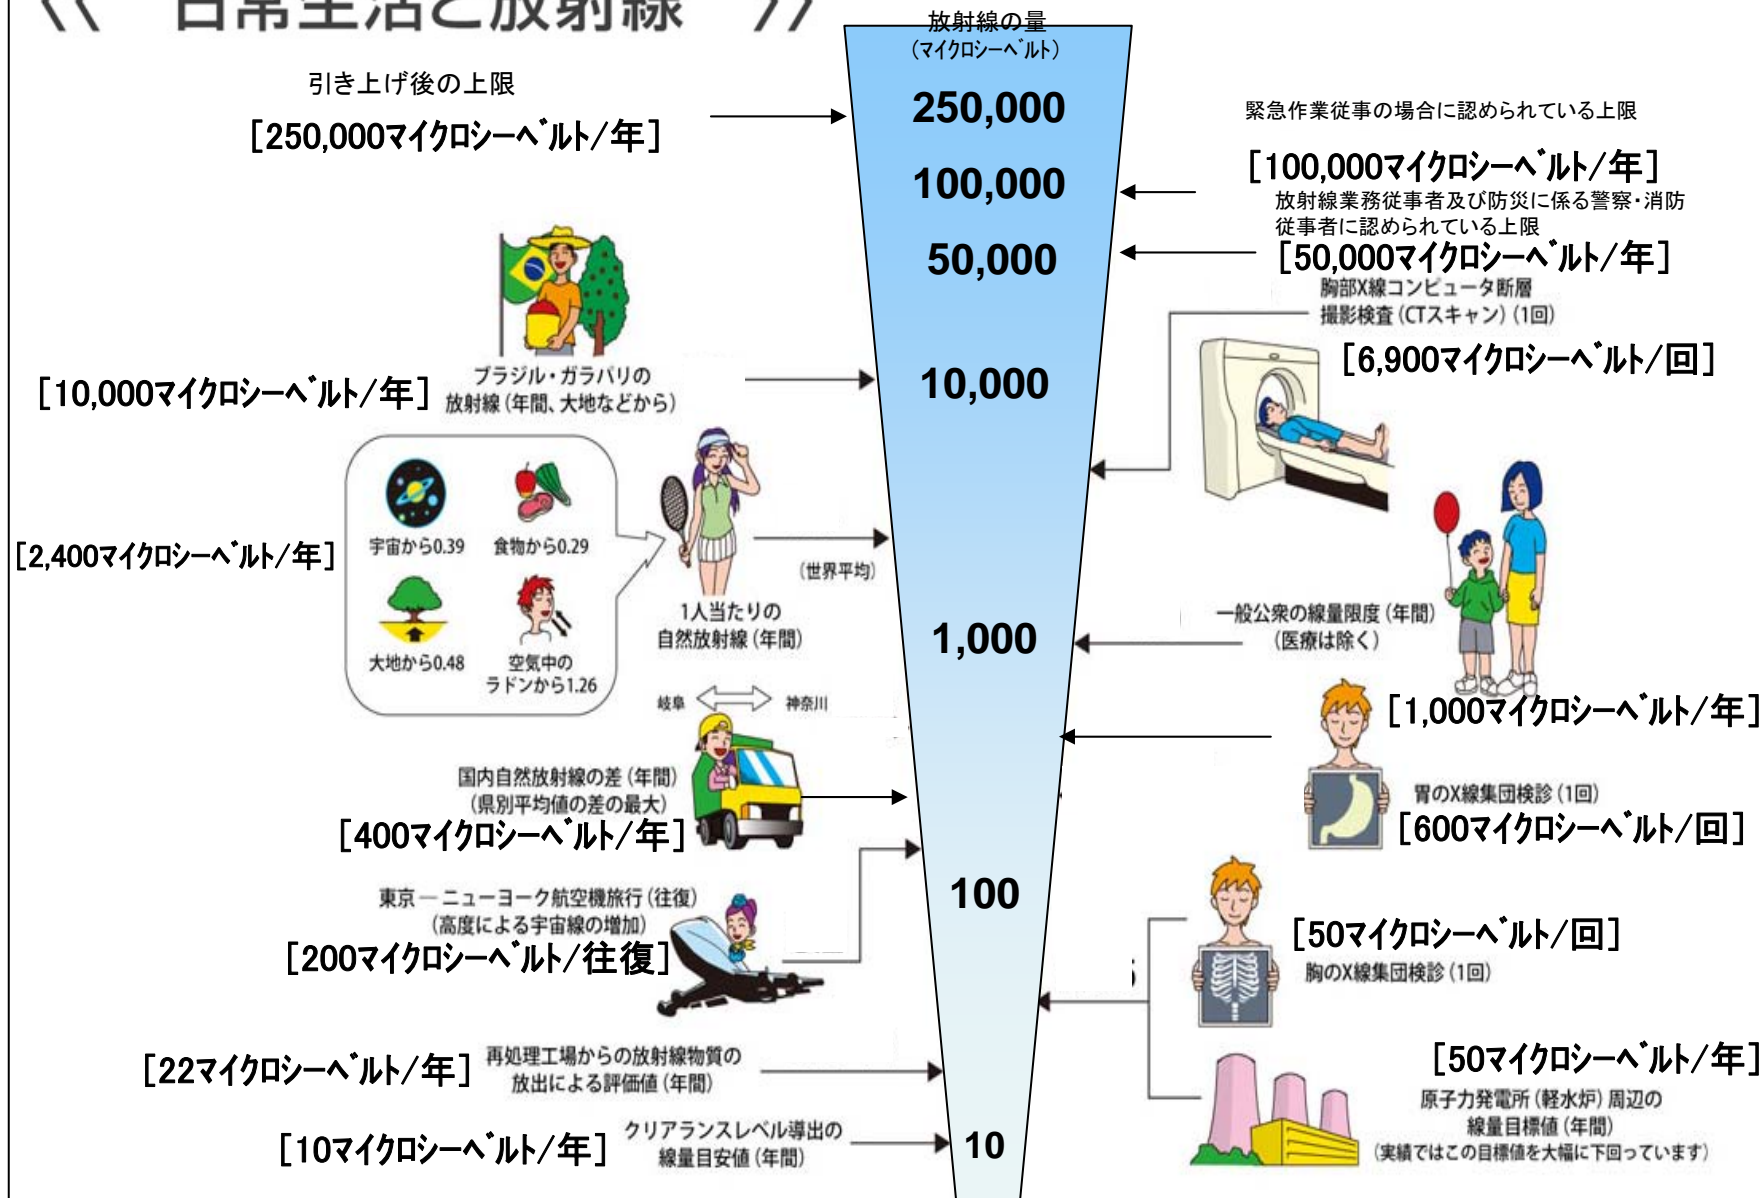 《 日常生活と放射線 》
放射線の量
(マイクロシーベルト)
250,000
100,000
50,000
10,000
1,000
100
10
引き上げ後の上限
[250,000マイクロシーベルト/年]
ブラジル・ガラパリの
放射線(年間、大地などから)
[10,000マイクロシーベルト/年]
宇宙から0.39
食物から0.29
大地から0.48
空気中の
ラドンから1.26
[2,400マイクロシーベルト/年]
(世界平均)
1人当たりの
自然放射線(年間)
岐阜
神奈川
国内自然放射線の差(年間)
(県別平均値の差の最大)
[400マイクロシーベルト/年]
東京―ニューヨーク航空機旅行(往復)
(高度による宇宙線の増加)
[200マイクロシーベルト/往復]
[22マイクロシーベルト/年]
再処理工場からの放射線物質の
放出による評価値(年間)
[10マイクロシーベルト/年]
クリアランスレベル導出の
線量目安値(年間)
緊急作業従事の場合に認められている上限
[100,000マイクロシーベルト/年]
放射線業務従事者及び防災に係る警察・消防
従事者に認められている上限
[50,000マイクロシーベルト/年]
胸部X線コンピュータ断層
撮影検査(CTスキャン)(1回)
[6,900マイクロシーベルト/回]
一般公衆の線量限度(年間)
(医療は除く)
[1,000マイクロシーベルト/年]
胃のX線集団検診(1回)
[600マイクロシーベルト/回]
[50マイクロシーベルト/回]
胸のX線集団検診(1回)
[50マイクロシーベルト/年]
原子力発電所(軽水炉)周辺の
線量目標値(年間)
(実績ではこの目標値を大幅に下回っています)